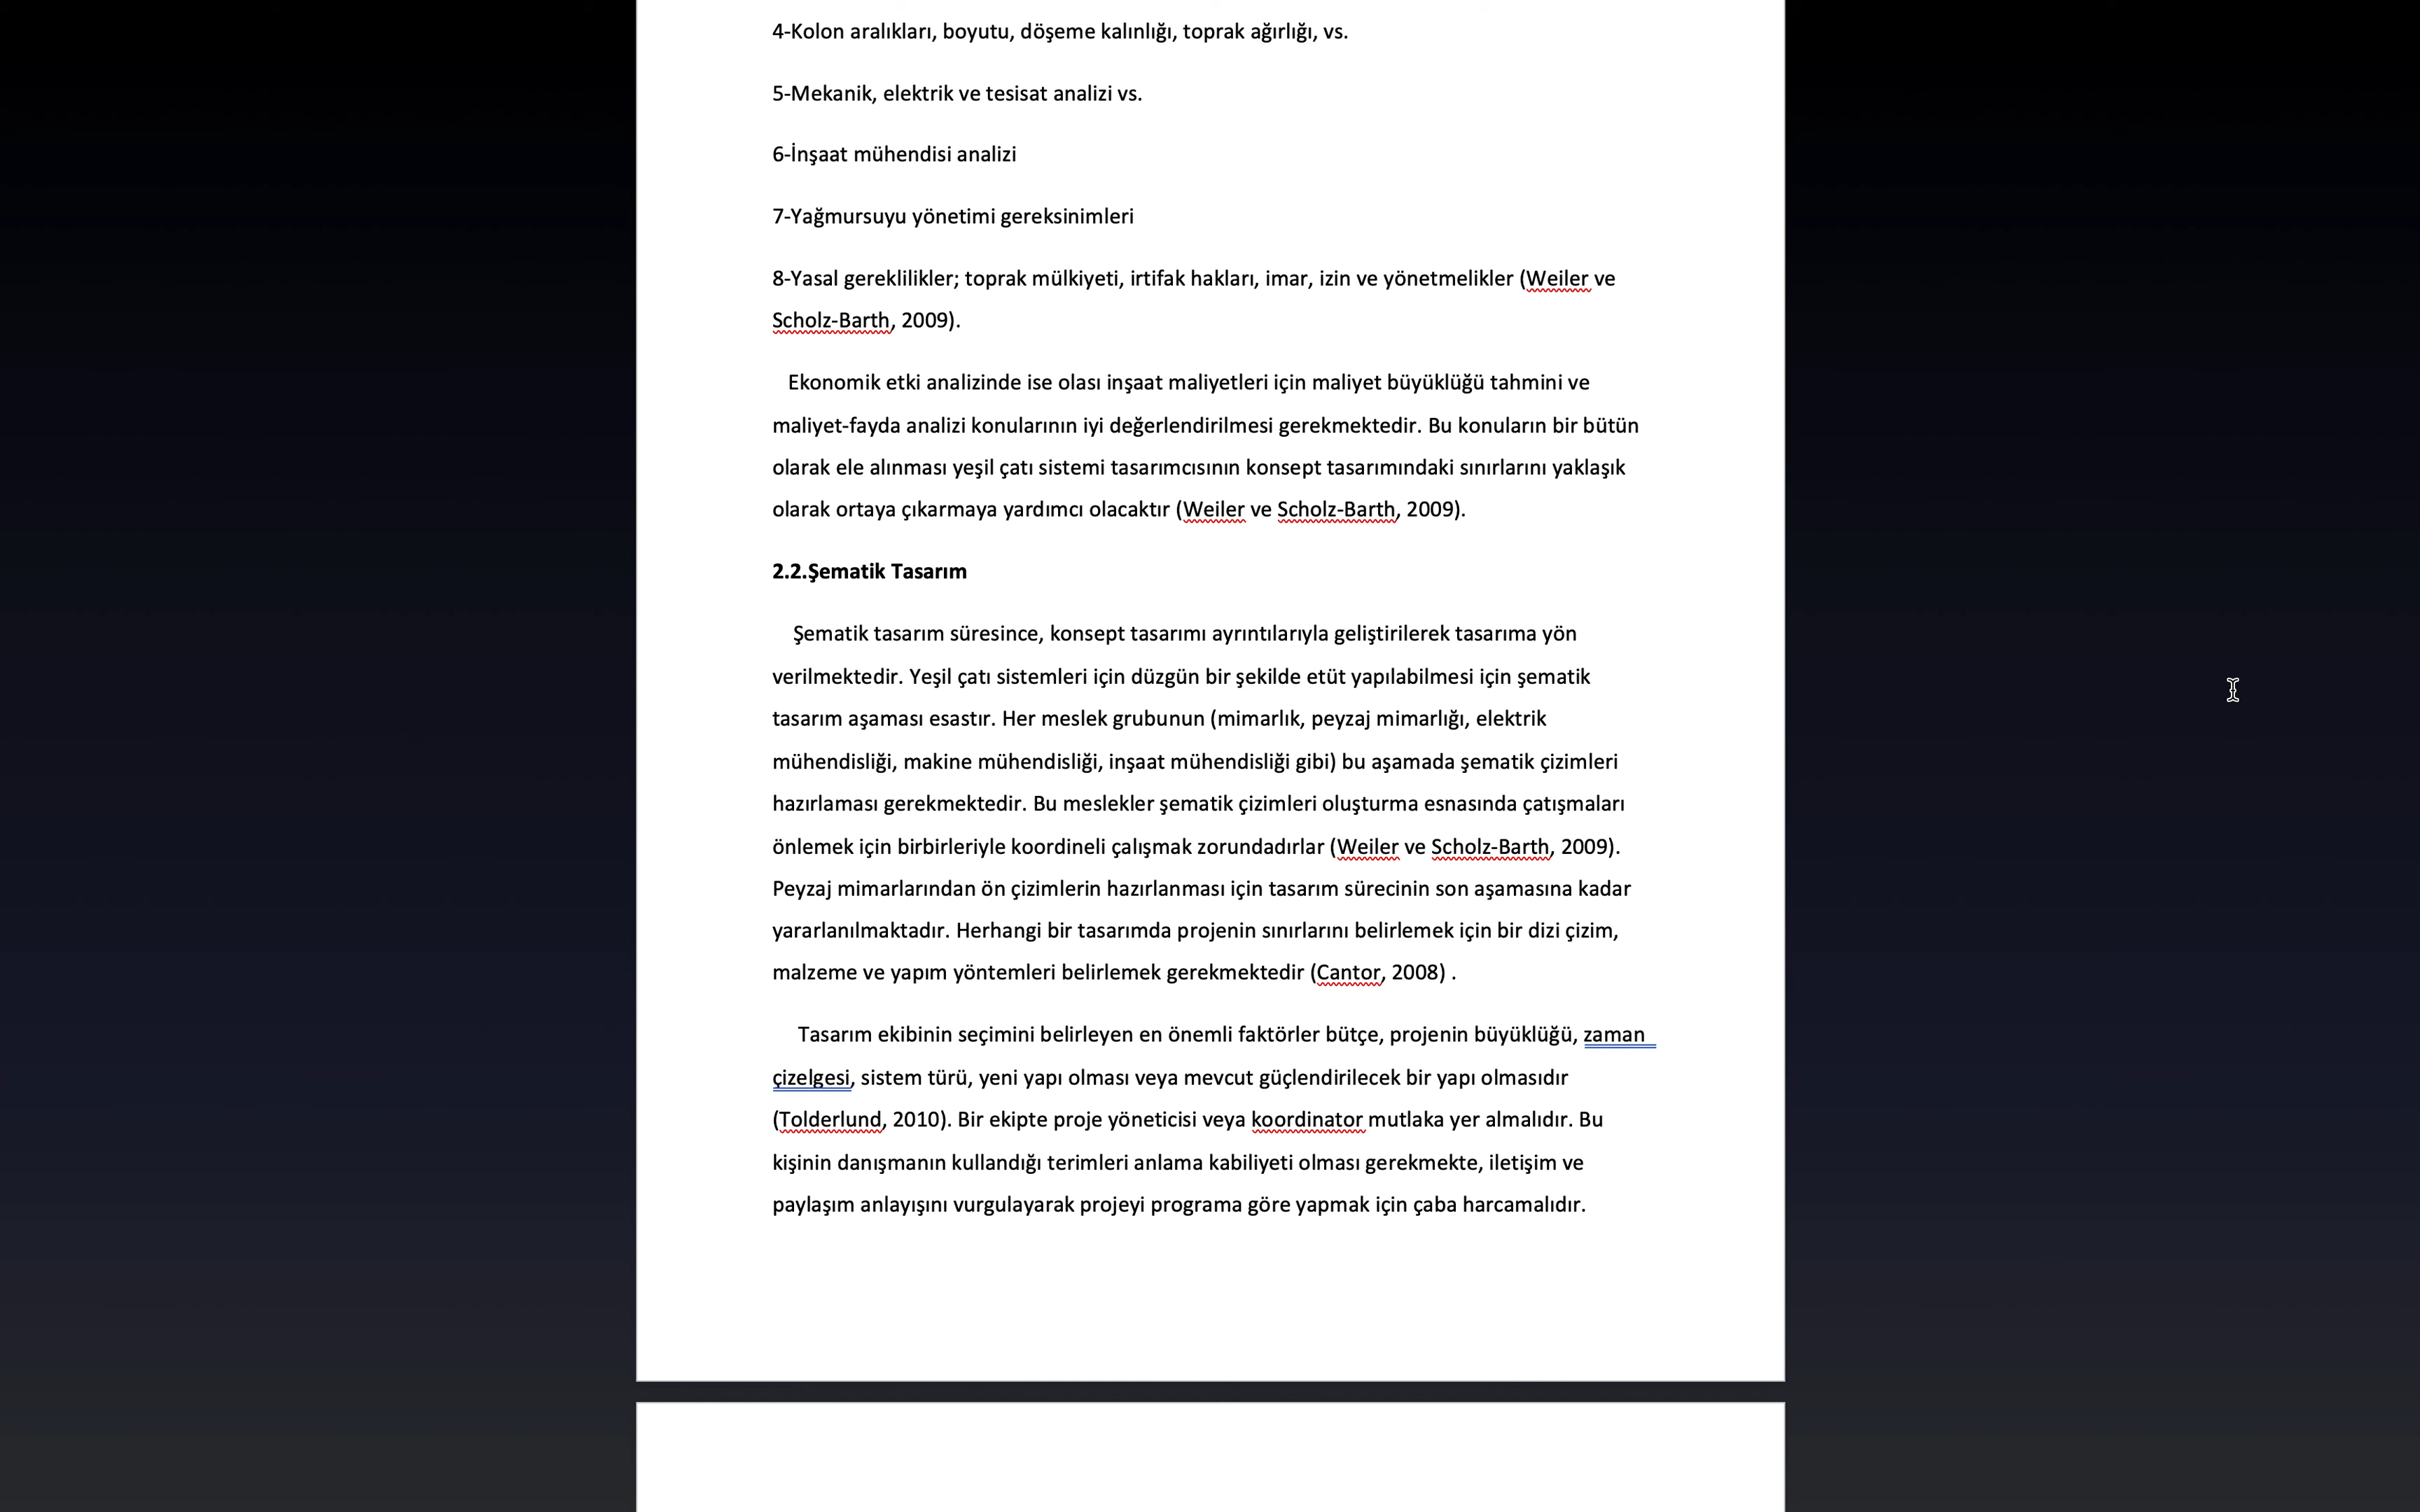 4-Kolon aralıkları, boyutu, döşeme kalınlığı, toprak ağırlığı, vs.
5-Mekanik, elektrik ve tesisat analizi vs.
6-İnşaat mühendisi analizi
7-Yağmursuyu yönetimi gereksinimleri
8-Yasal gereklilikler; toprak mülkiyeti, irtifak hakları, imar, izin ve yönetmelikler (Weiler ve
Scholz-Barth, 2009).
Ekonomik etki analizinde ise olası inşaat maliyetleri için maliyet büyüklüğü tahmini ve
maliyet-fayda analizi konularının iyi değerlendirilmesi gerekmektedir. Bu konuların bir bütün
olarak ele alınması yeşil çatı sistemi tasarımcısının konsept tasarımındaki sınırlarını yaklaşık
olarak ortaya çıkarmaya yardımcı olacaktır (Weiler ve Scholz-Barth, 2009).
2.2.Şematik Tasarım
Şematik tasarım süresince, konsept tasarımı ayrıntılarıyla geliştirilerek tasarıma yön
verilmektedir. Yeşil çatı sistemleri için düzgün bir şekilde etüt yapılabilmesi için şematik
tasarım aşaması esastır. Her meslek grubunun (mimarlık, peyzaj mimarlığı, elektrik
mühendisliği, makine mühendisliği, inşaat mühendisliği gibi) bu aşamada şematik çizimleri
hazırlaması gerekmektedir. Bu meslekler şematik çizimleri oluşturma esnasında çatışmaları
önlemek için birbirleriyle koordineli çalışmak zorundadırlar (Weiler ve Scholz-Barth, 2009).
Peyzaj mimarlarından ön çizimlerin hazırlanması için tasarım sürecinin son aşamasına kadar
yararlanılmaktadır. Herhangi bir tasarımda projenin sınırlarını belirlemek için bir dizi çizim,
malzeme ve yapım yöntemleri belirlemek gerekmektedir (Cantor, 2008) .
Tasarım ekibinin seçimini belirleyen en önemli faktörler bütçe, projenin büyüklüğü, zaman
çizelgesi, sistem türü, yeni yapı olması veya mevcut güçlendirilecek bir yapı olmasıdır
(Tolderlund, 2010). Bir ekipte proje yöneticisi veya koordinator mutlaka yer almalıdır. Bu
kişinin danışmanın kullandığı terimleri anlama kabiliyeti olması gerekmekte, iletişim ve
paylaşım anlayışını vurgulayarak projeyi programa göre yapmak için çaba harcamalıdır.